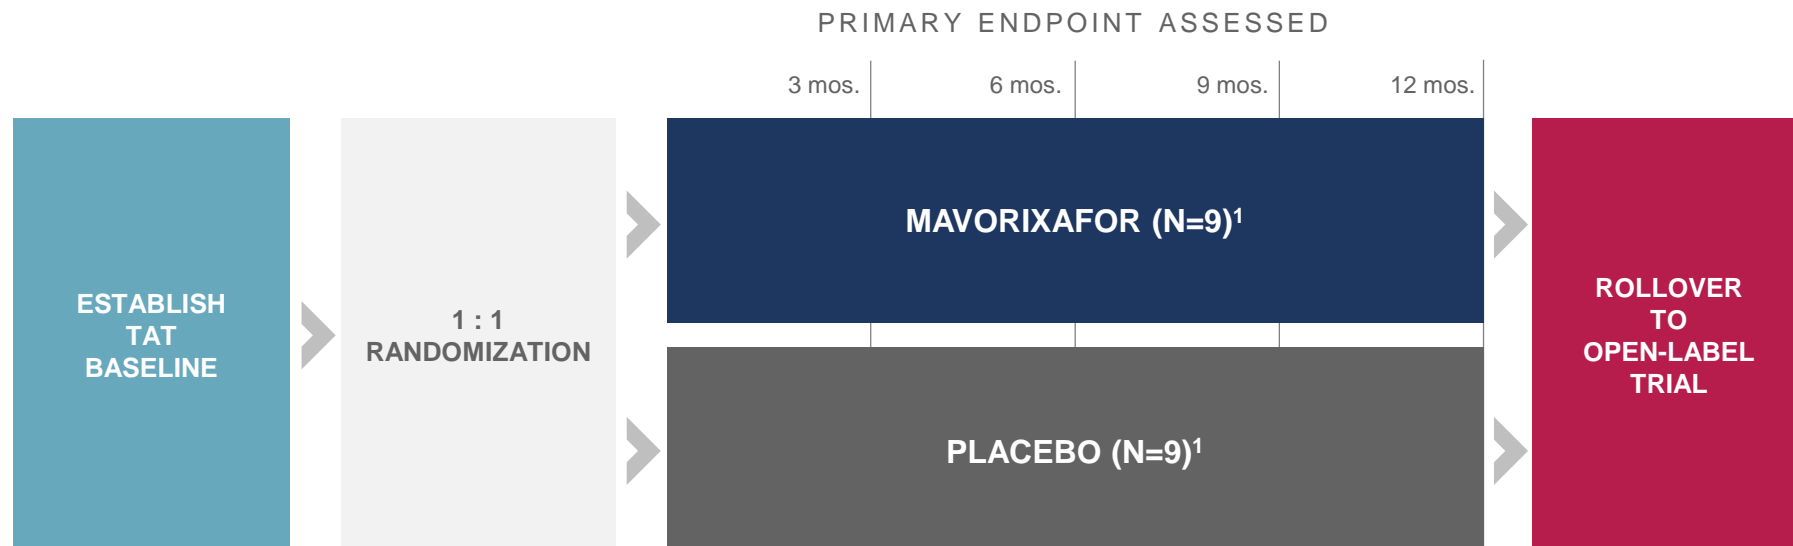 PRIMARY ENDPOINT ASSESSED
3 mos.
6 mos.
9 mos.
12 mos.
ESTABLISH
TAT
BASELINE
1 : 1
RANDOMIZATION
MAVORIXAFOR (N=9)¹
PLACEBO (N=9)¹
ROLLOVER
TO
OPEN-LABEL
TRIAL